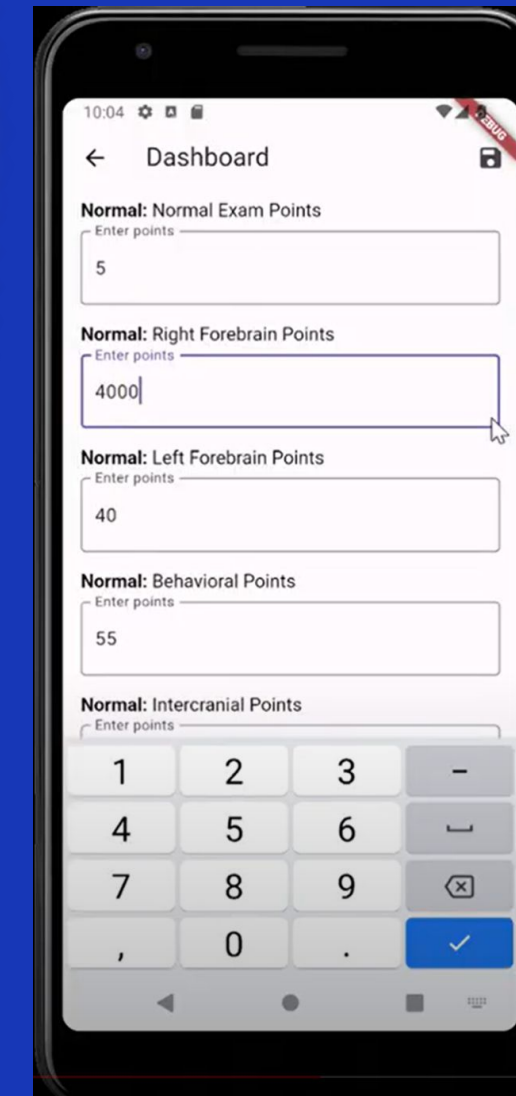 10:04
DEBUG
Dashboard
Normal: Normal Exam Points
Enter points
5
Normal: Right Forebrain Points
Enter points
4000
Normal: Left Forebrain Points
Enter points
40
Normal: Behavioral Points
Enter points
55
Normal: Intercranial Points
Enter points
1 2 3 -
4 5 6
7 8 9
, 0 .